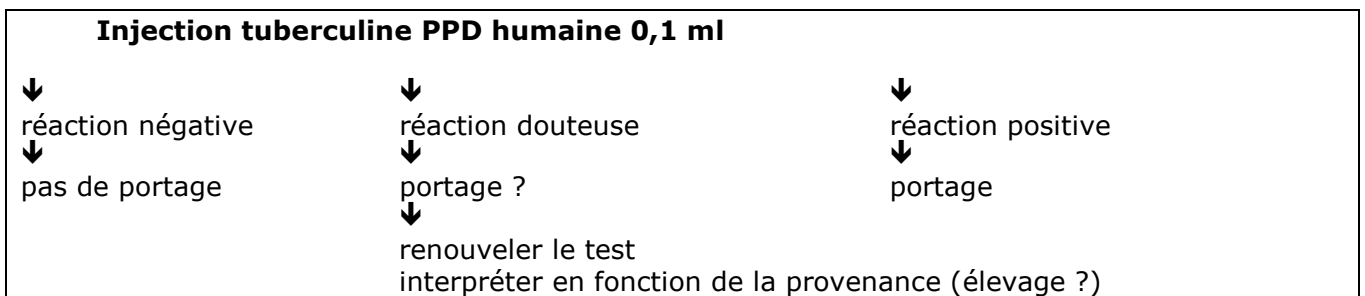 Injection tuberculine PPD humaine 0,1 ml
🡻 🡻 🡻
réaction négative réaction douteuse réaction positive
🡻 🡻 🡻
pas de portage portage ? portage
🡻
renouveler le test
interpréter en fonction de la provenance (élevage ?)